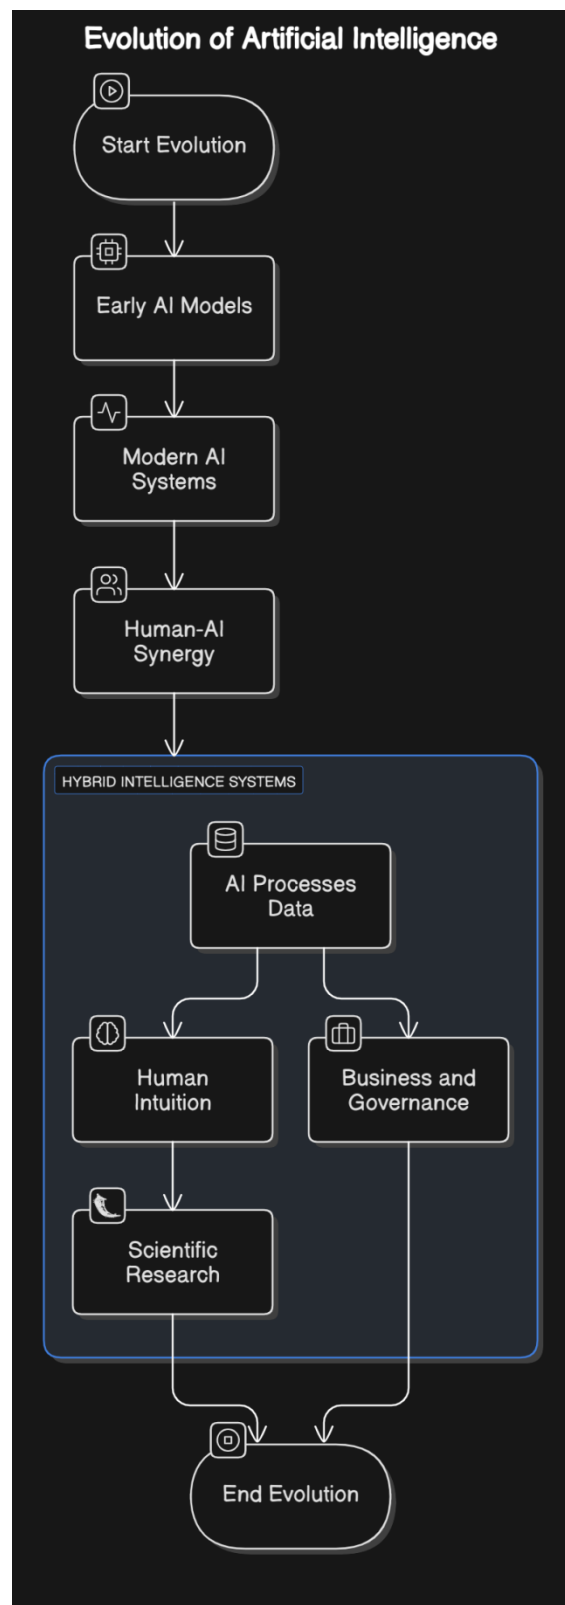 Evolution of Artificial Intelligence
Start Evolution
Early AI Models
Modern AI
Systems
Human-AI
Synergy
HYBRID INTELLIGENCE SYSTEMS
AI Processes
Data
Human
Intuition
Business and
Governance
Scientific
Research
End Evolution